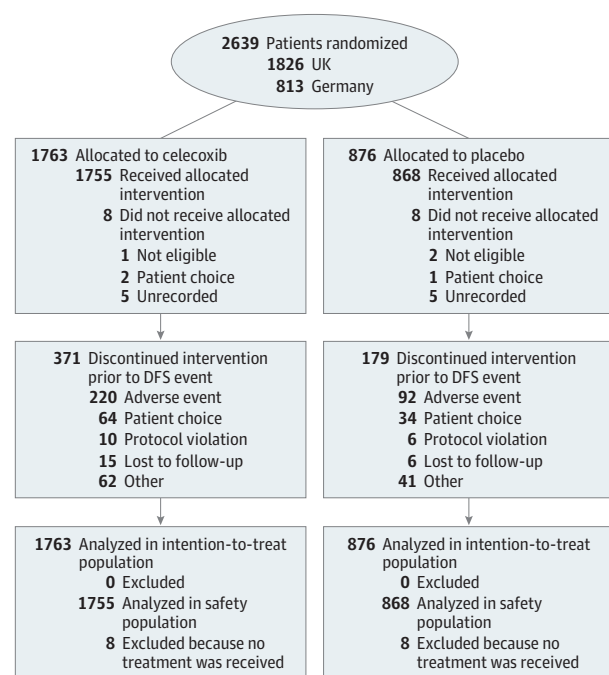 2639 Patients randomized
1826 UK
813 Germany
1763 Allocated to celecoxib
1755 Received allocated
intervention
8 Did not receive allocated
intervention
1 Not eligible
2 Patient choice
5 Unrecorded
876 Allocated to placebo
868 Received allocated
intervention
8 Did not receive allocated
intervention
2 Not eligible
1 Patient choice
5 Unrecorded
371 Discontinued intervention
prior to DFS event
220 Adverse event
64 Patient choice
10 Protocol violation
15 Lost to follow-up
62 Other
179 Discontinued intervention
prior to DFS event
92 Adverse event
34 Patient choice
6 Protocol violation
6 Lost to follow-up
41 Other
1763 Analyzed in intention-to-treat
population
0 Excluded
1755 Analyzed in safety
population
8 Excluded because no
treatment was received
876 Analyzed in intention-to-treat
population
0 Excluded
868 Analyzed in safety
population
8 Excluded because no
treatment was received